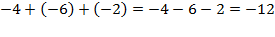 −4 + (−6) + (−2) = −4 − 6 − 2 = −12